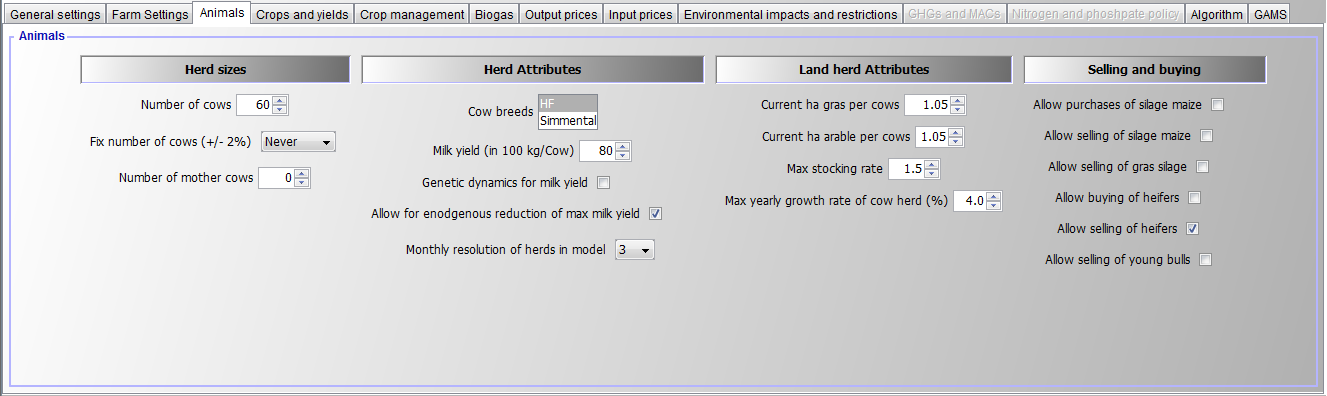 General settings Farm Settings Animals Crops and yields Crop management Biogas Output prices Input prices Environmental impacts and restrictions GHGs and MACs Nitrogen and phoshpate policy Algorithm GAMS
Animals
Herd sizes Herd Attributes Land herd Attributes Selling and buying
Number of cows 60
Fix number of cows (+/- 2%) Never
Number of mother cows 0
Cow breeds HF
Simmental
Milk yield (in 100 kg/Cow) 80
Genetic dynamics for milk yield
Allow for enodgenous reduction of max milk yield
Monthly resolution of herds in model 3
Current ha gras per cows 1.05
Current ha arable per cows 1.05
Max stocking rate 1.5
Max yearly growth rate of cow herd (%) 4.0
Allow purchases of silage maize
Allow selling of silage maize
Allow selling of gras silage
Allow buying of heifers
Allow selling of heifers
Allow selling of young bulls